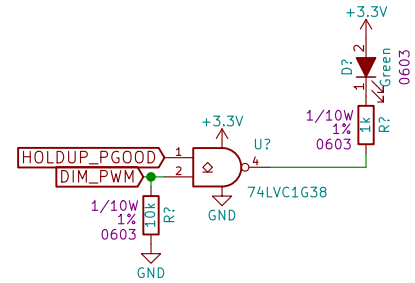 +3.3V
2
D?
Green
0603
1
1/10W
1%
0603
1k
R?
+3.3V
U?
HOLDUP_PGOOD
1
4
DIM_PWM
2
74LVC1G38
GND
1/10W
1%
0603
10k
R?
GND